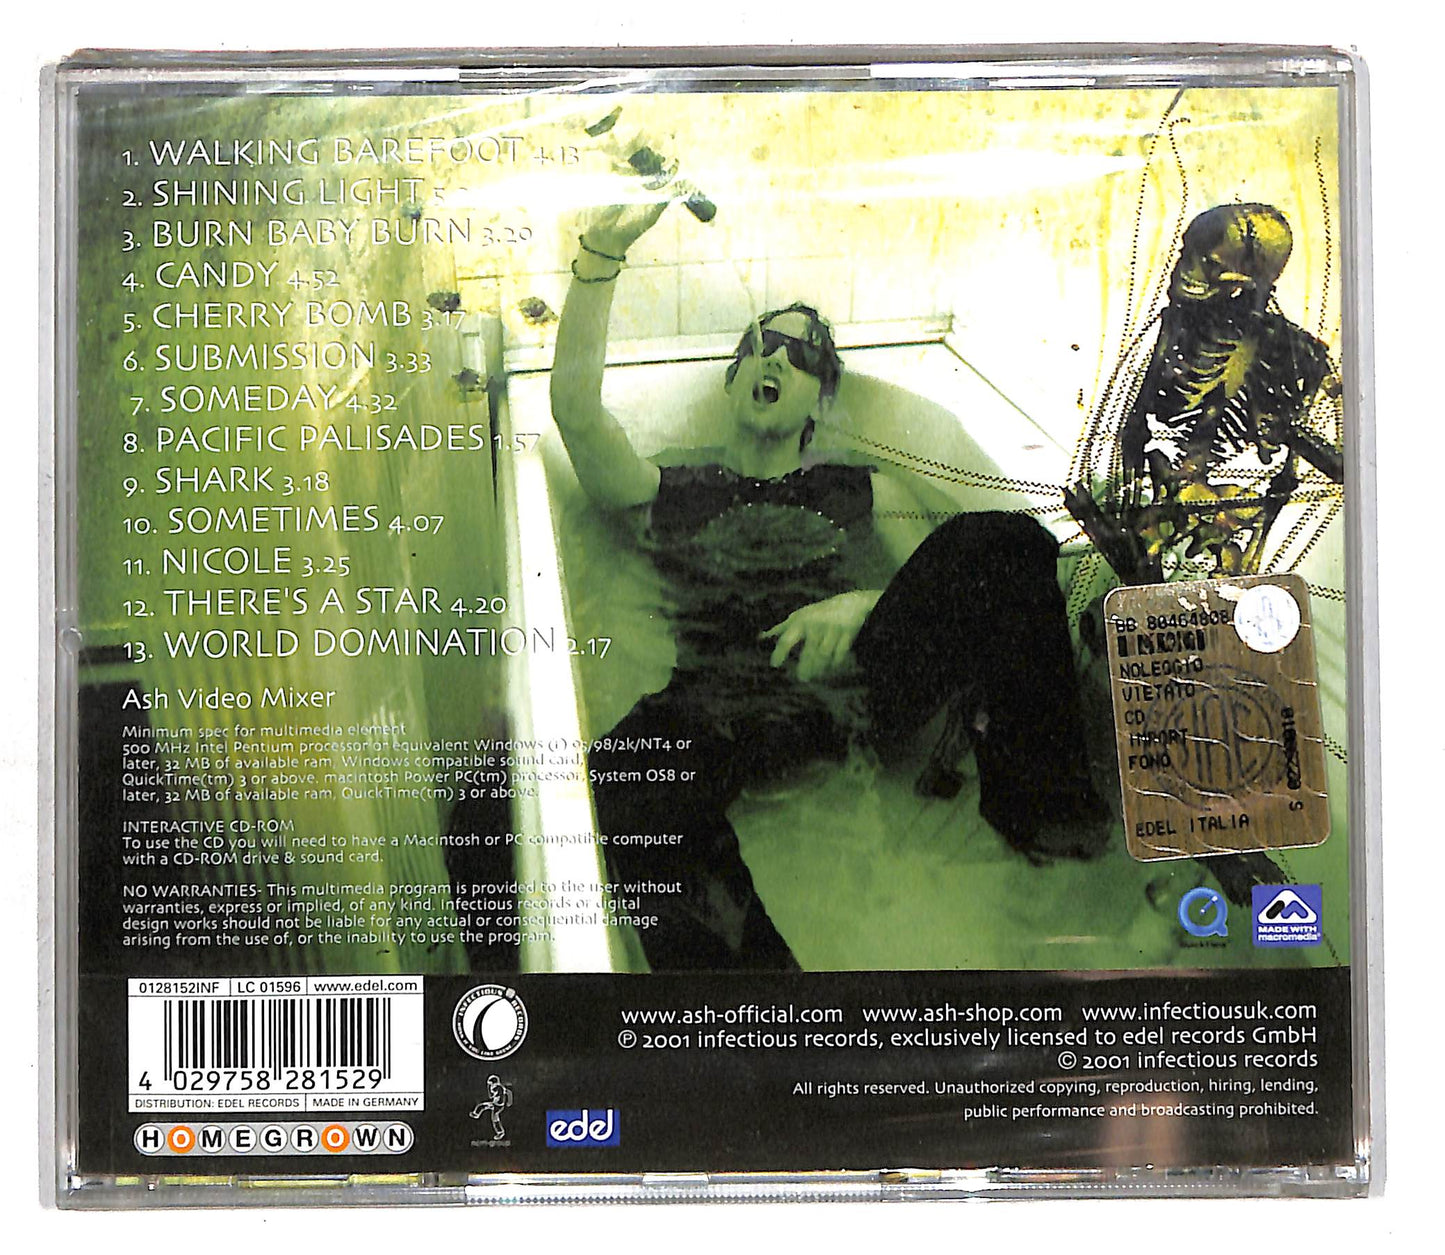 1. WALKING BAREFOOT 4.13
2. SHINING LIGHT 5
3. BURN BABY BURN 3.20
4. CANDY 4.52
5. CHERRY BOMB 3.17
6. SUBMISSION 3.33
7. SOMEDAY 4.32
8. PACIFIC PALISADES 1.57
9. SHARK 3.18
10. SOMETIMES 4.07
11. NICOLE 3.25
12. THERE'S A STAR 4.20
13. WORLD DOMINATION 2.17
Ash Video Mixer
Minimum spec for multimedia element
500 MHz Intel Pentium processor or equivalent Windows (1) 95/98/2k/NT4 or
later, 32 MB of available ram, Windows compatible sound card,
QuickTime(tm) 3 or above. macintosh Power PC(tm) processor, System OS8 or
later, 32 MB of available ram, QuickTime(tm) 3 or above.
INTERACTIVE CD-ROM
To use the CD you will need to have a Macintosh or PC compatible computer
with a CD-ROM drive & sound card.
NO WARRANTIES- This multimedia program is provided to the user without
warranties, express or implied, of any kind. Infectious records or digital
design works should not be liable for any actual or consequential damage
arising from the use of, or the inability to use the program.
BB 80464808
NOLEGGIO
VIETATO
CD
IMPORT
FONO
EDEL ITALIA
QuickTime
MADE WITH
macromedia
0128152INF LC 01596 www.edel.com
4 029758 281529
DISTRIBUTION: EDEL RECORDS MADE IN GERMANY
HOMEGROWN
INFECTIOUS RECORDS
edel
www.ash-official.com www.ash-shop.com www.infectiousuk.com
℗ 2001 infectious records, exclusively licensed to edel records GmbH
© 2001 infectious records
All rights reserved. Unauthorized copying, reproduction, hiring, lending,
public performance and broadcasting prohibited.